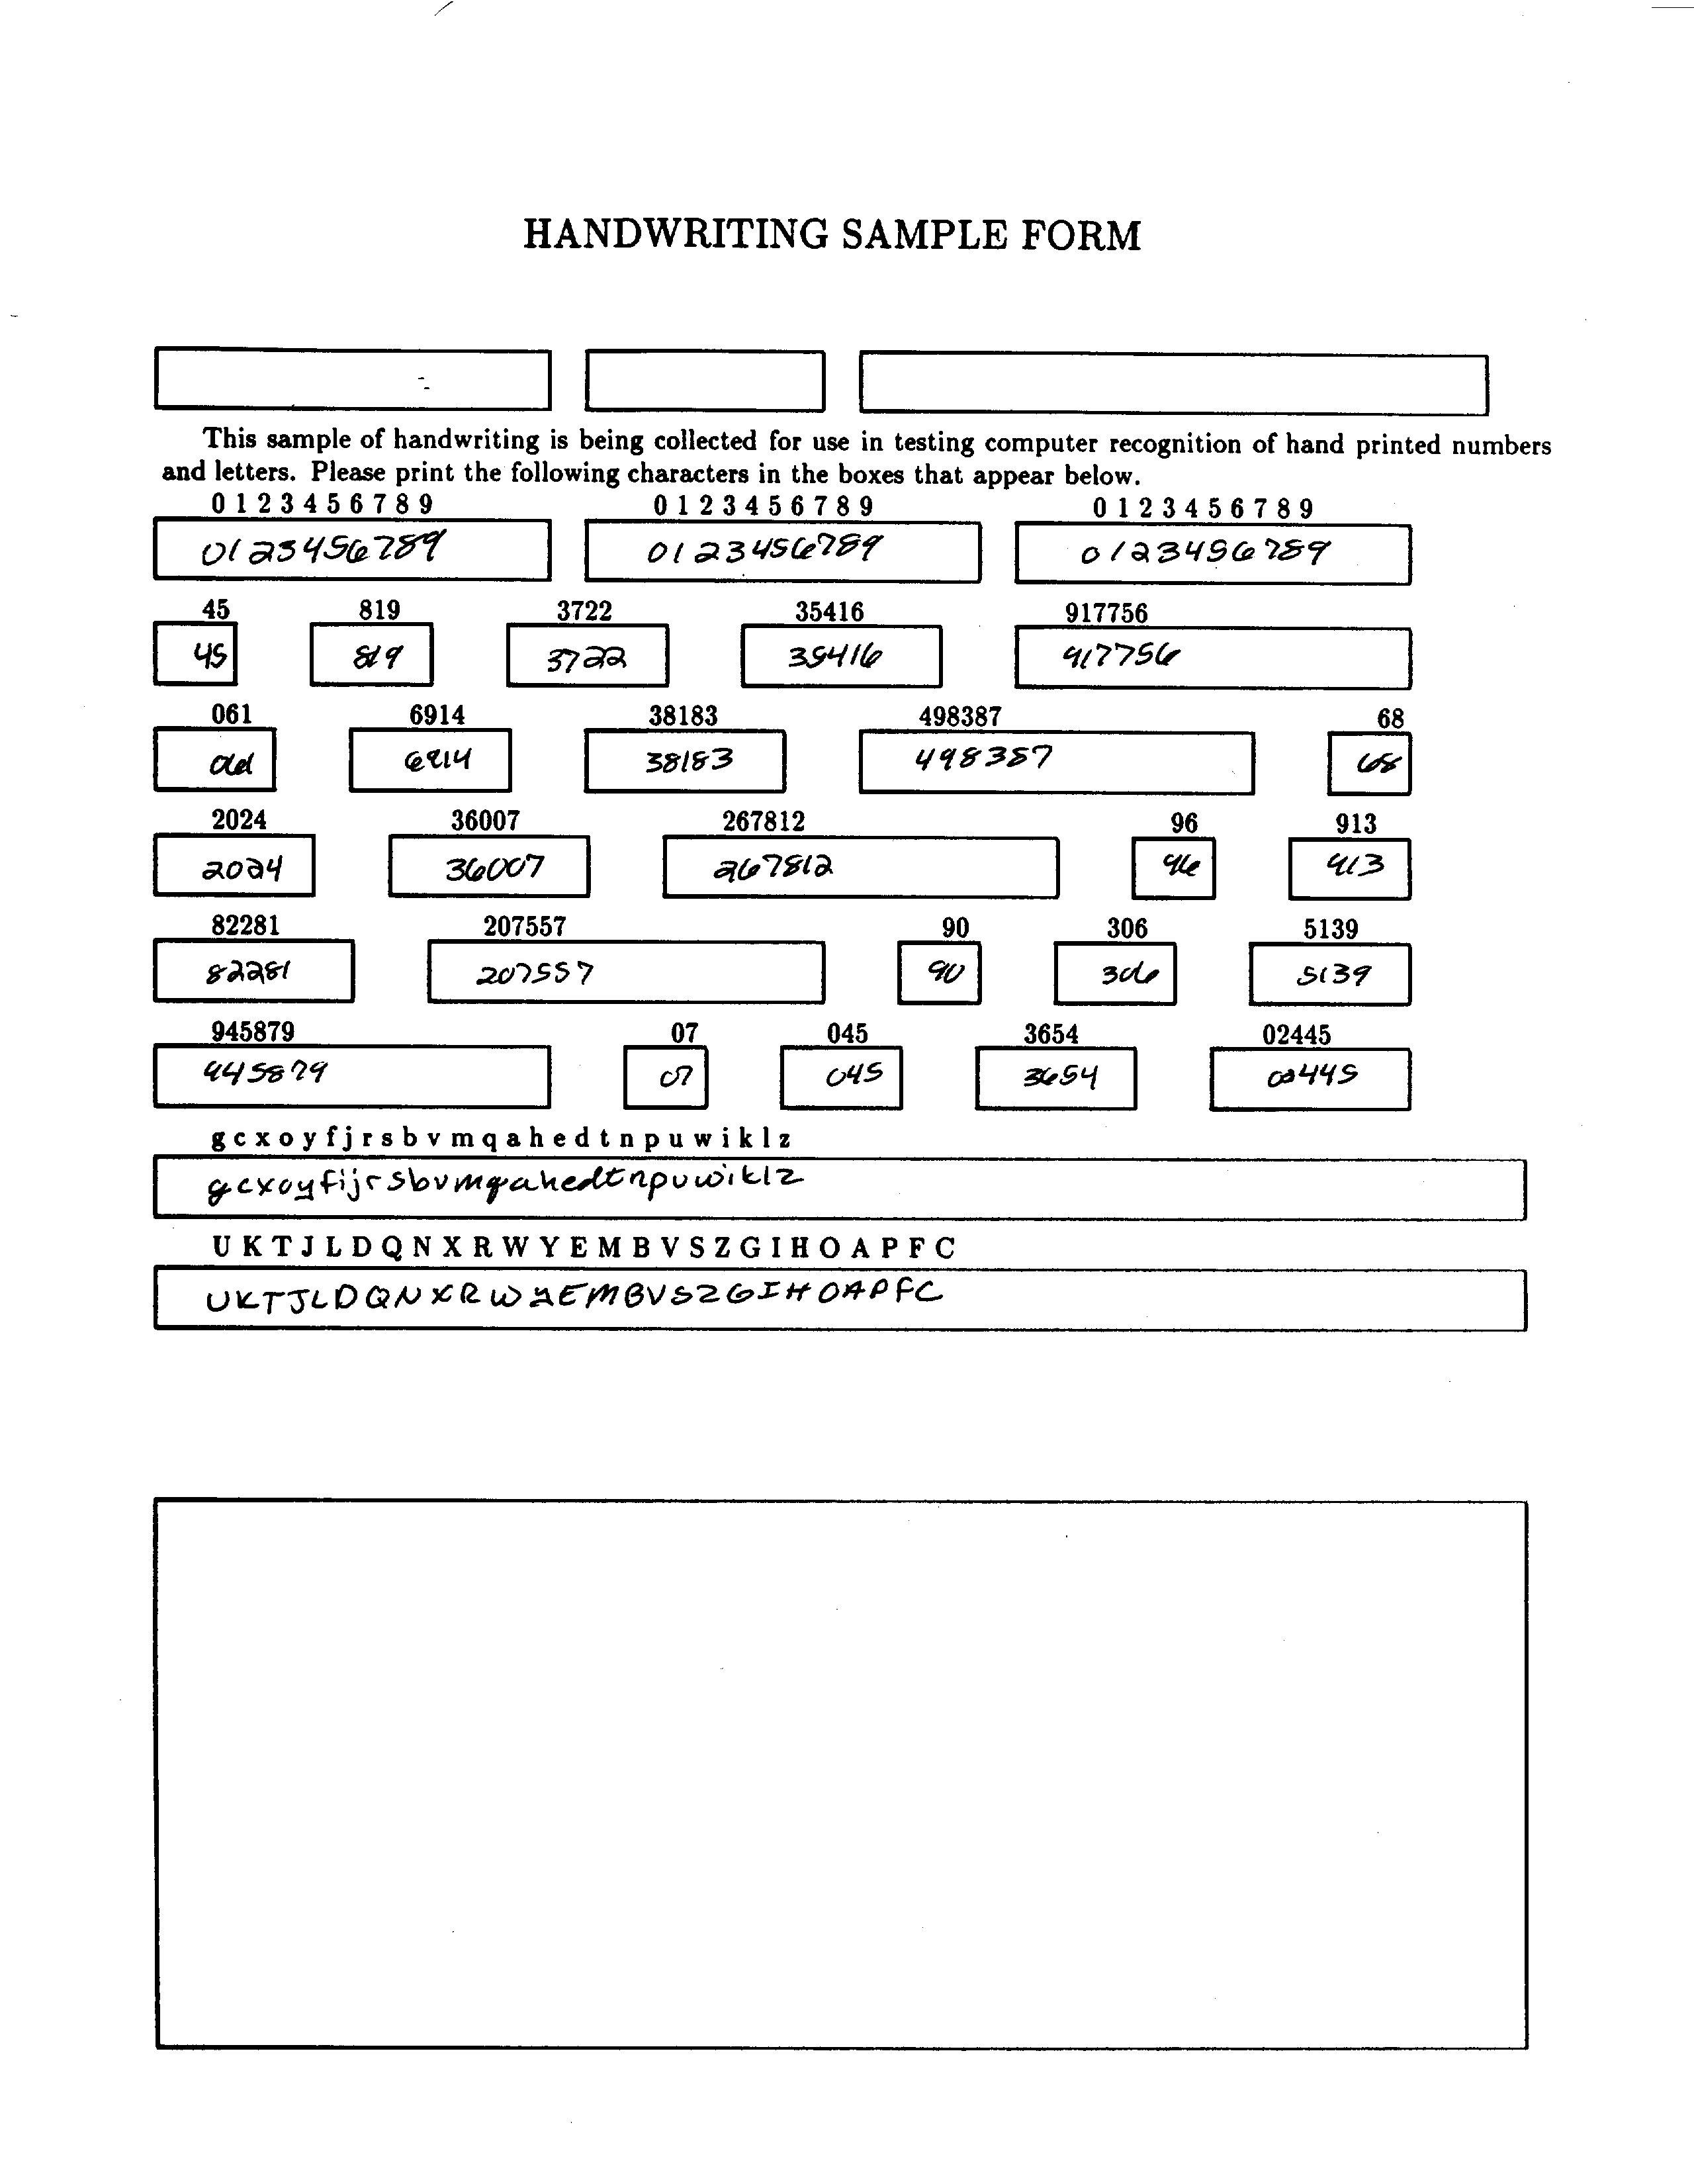 HANDWRITING SAMPLE FORM
This sample of handwriting is being collected for use in testing computer recognition of hand printed numbers
and letters. Please print the following characters in the boxes that appear below.
0 1 2 3 4 5 6 7 8 9 0 1 2 3 4 5 6 7 8 9 0 1 2 3 4 5 6 7 8 9
0123456789 0123456789 0123456789
45 819 3722 35416 917756
45 819 3722 35416 917756
061 6914 38183 498387 68
061 6914 38183 498387 68
2024 36007 267812 96 913
2024 36007 267812 96 913
82281 207557 90 306 5139
82281 207557 90 306 5139
945879 07 045 3654 02445
945879 07 045 3654 02445
g c x o y f j r s b v m q a h e d t n p u w i k l z
gcxoyfijrsbvmqahedtnpuwiklz
U K T J L D Q N X R W Y E M B V S Z G I H O A P F C
UKTJLDQNXRWYEMBVSZGIHOAPFC